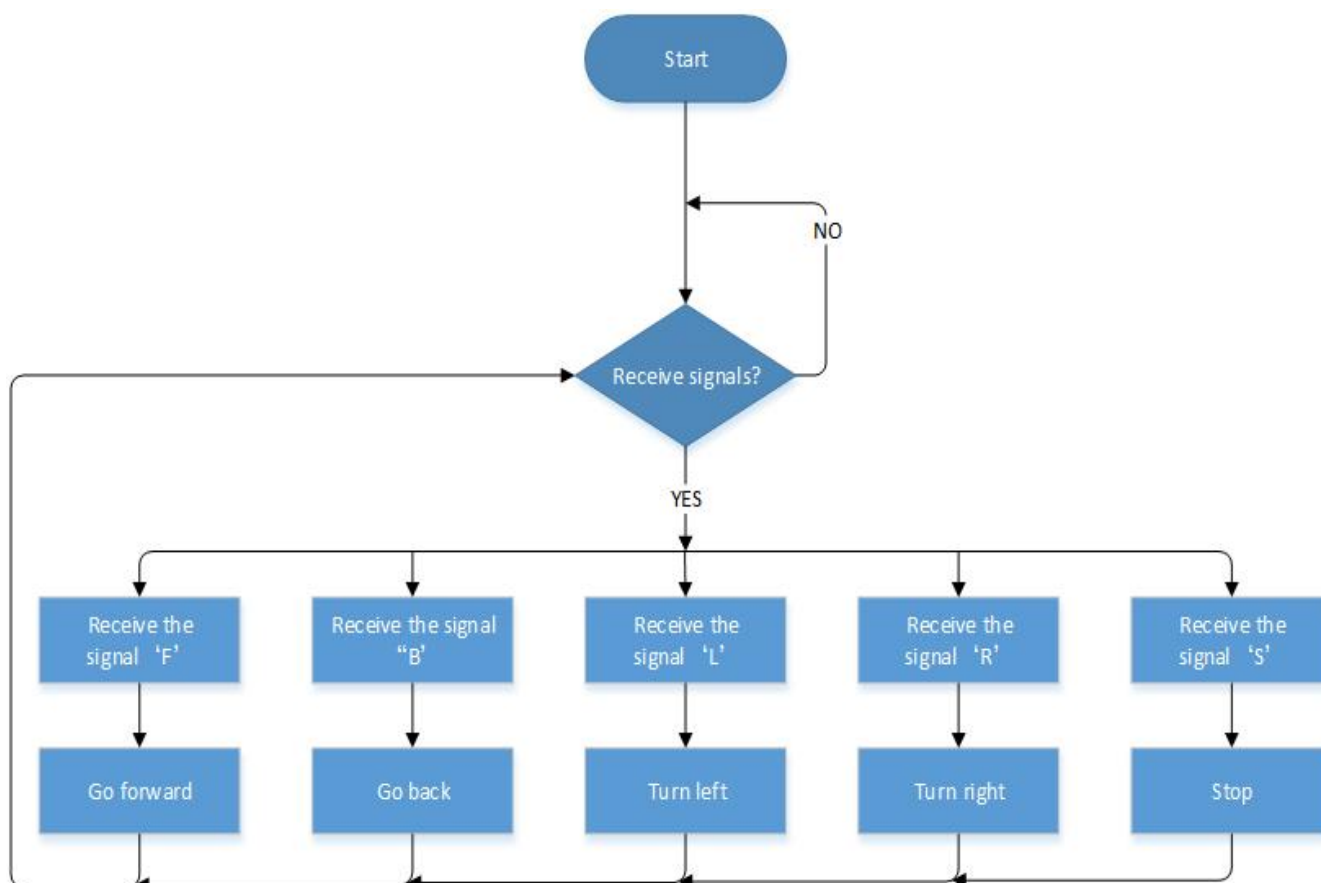 Start
NO
Receive signals?
YES
Receive the
signal ‘F’
Receive the signal
“B’
Receive the
signal ‘L’
Receive the
signal ‘R’
Receive the
signal ‘S’
Go forward
Go back
Turn left
Turn right
Stop